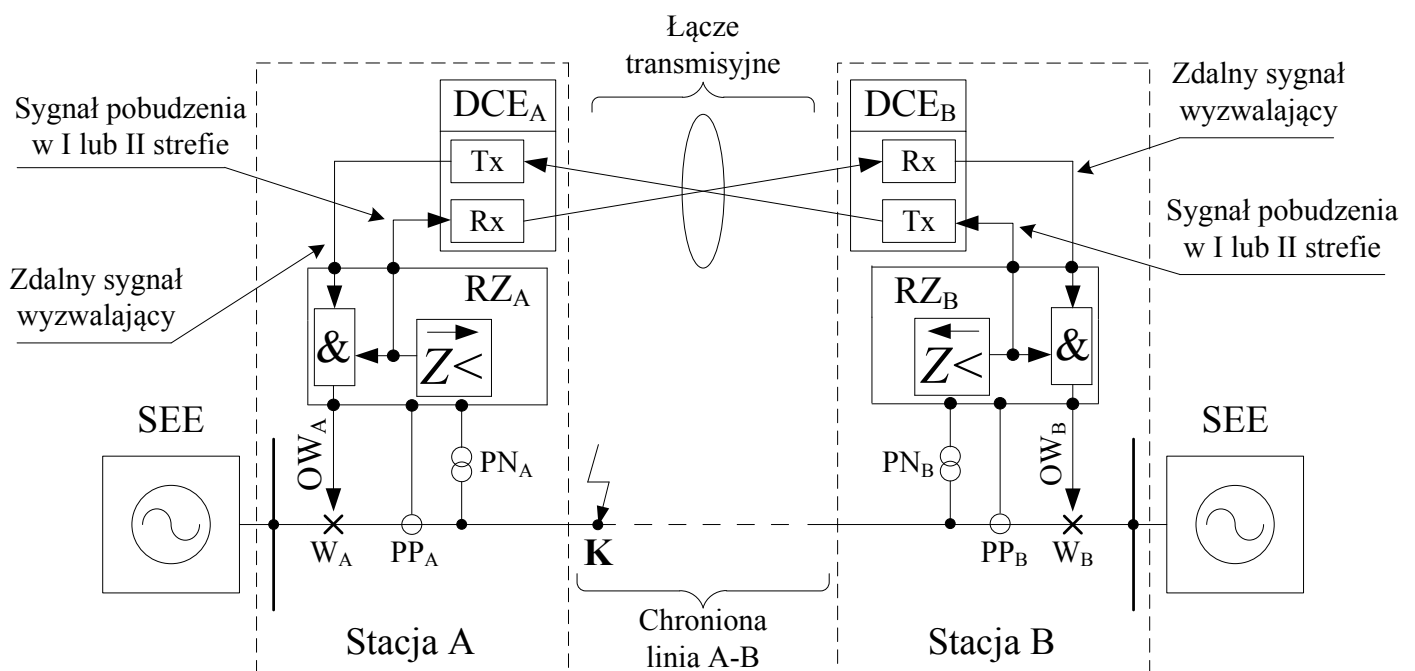 Łącze
transmisyjne
Sygnał pobudzenia
w I lub II strefie
DCE_A
DCE_B
Zdalny sygnał
wyzwalający
Tx
Rx
Rx
Tx
Sygnał pobudzenia
w I lub II strefie
Zdalny sygnał
wyzwalający
RZ_A
RZ_B
&
Z<
Z<
&
SEE
OW_A
PN_A
PN_B
OW_B
SEE
W_A
PP_A
K
PP_B
W_B
Stacja A
Chroniona
linia A-B
Stacja B